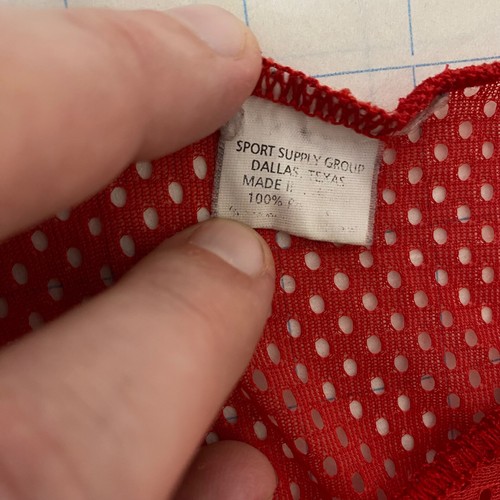 SPORT SUPPLY GROUP
DALLAS, TEXAS
MADE
100%